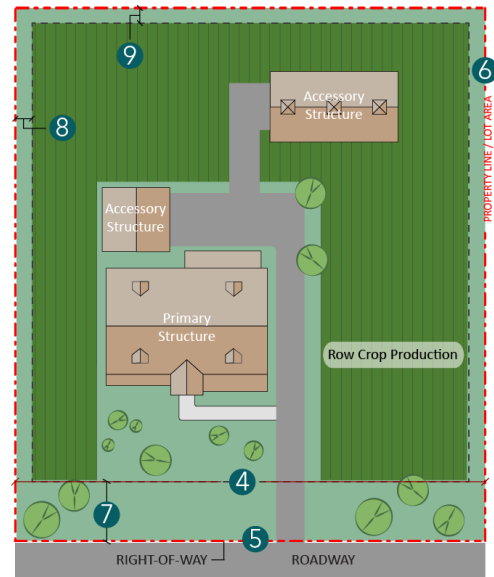 9
6
Accessory
Structure
8
PROPERTY LINE / LOT AREA
Accessory
Structure
Primary
Structure
Row Crop Production
4
7
5
RIGHT-OF-WAY
ROADWAY